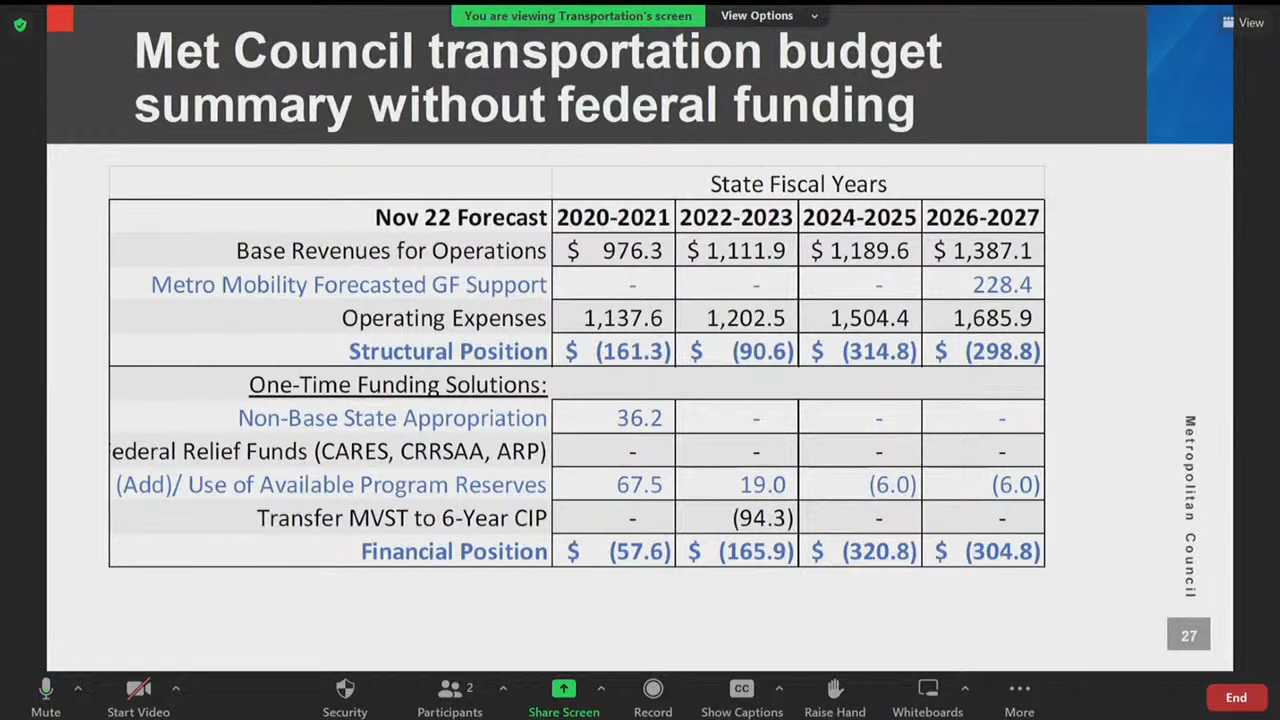 You are viewing Transportation's screen
View Options
View
Met Council transportation budget
summary without federal funding
State Fiscal Years
Nov 22 Forecast 2020-2021 2022-2023 2024-2025 2026-2027
Base Revenues for Operations $ 976.3 $ 1,111.9 $ 1,189.6 $ 1,387.1
Metro Mobility Forecasted GF Support - - - 228.4
Operating Expenses 1,137.6 1,202.5 1,504.4 1,685.9
Structural Position $ (161.3) $ (90.6) $ (314.8) $ (298.8)
One-Time Funding Solutions:
Non-Base State Appropriation 36.2 - - -
ederal Relief Funds (CARES, CRRSAA, ARP) - - - -
(Add)/ Use of Available Program Reserves 67.5 19.0 (6.0) (6.0)
Transfer MVST to 6-Year CIP - (94.3) - -
Financial Position $ (57.6) $ (165.9) $ (320.8) $ (304.8)
Metropolitan Council
27
Mute
Start Video
Security
2
Participants
Share Screen
Record
CC
Show Captions
Raise Hand
Whiteboards
More
End